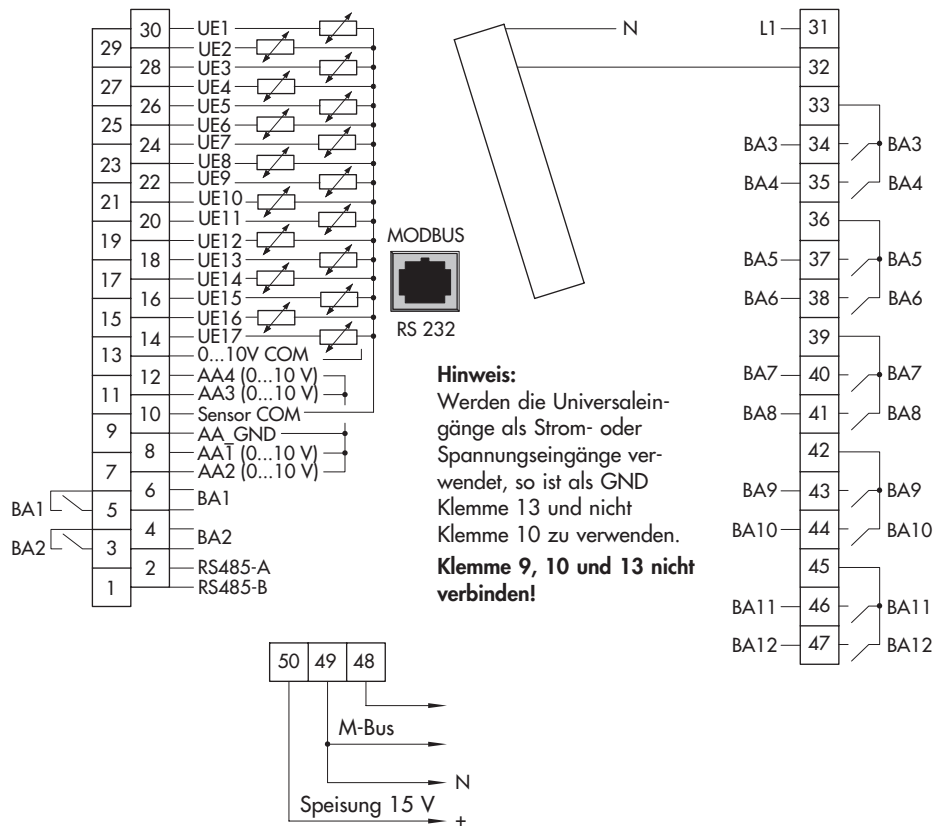 30 UE1
29 UE2
28 UE3
27 UE4
26 UE5
25 UE6
24 UE7
23 UE8
22 UE9
21 UE10
20 UE11
19 UE12
18 UE13
17 UE14
16 UE15
15 UE16
14 UE17
13 0...10V COM
12 AA4 (0...10 V)
11 AA3 (0...10 V)
10 Sensor COM
9 AA_GND
8 AA1 (0...10 V)
7 AA2 (0...10 V)
6 BA1
BA1 5
4 BA2
BA2 3
2 RS485-A
1 RS485-B
MODBUS
RS 232
N
Hinweis:
Werden die Universalein-
gänge als Strom- oder
Spannungseingänge ver-
wendet, so ist als GND
Klemme 13 und nicht
Klemme 10 zu verwenden.
Klemme 9, 10 und 13 nicht
verbinden!
L1 31
32
33
BA3 34 BA3
BA4 35 BA4
36
BA5 37 BA5
BA6 38 BA6
39
BA7 40 BA7
BA8 41 BA8
42
BA9 43 BA9
BA10 44 BA10
45
BA11 46 BA11
BA12 47 BA12
50 49 48
M-Bus
N
Speisung 15 V +